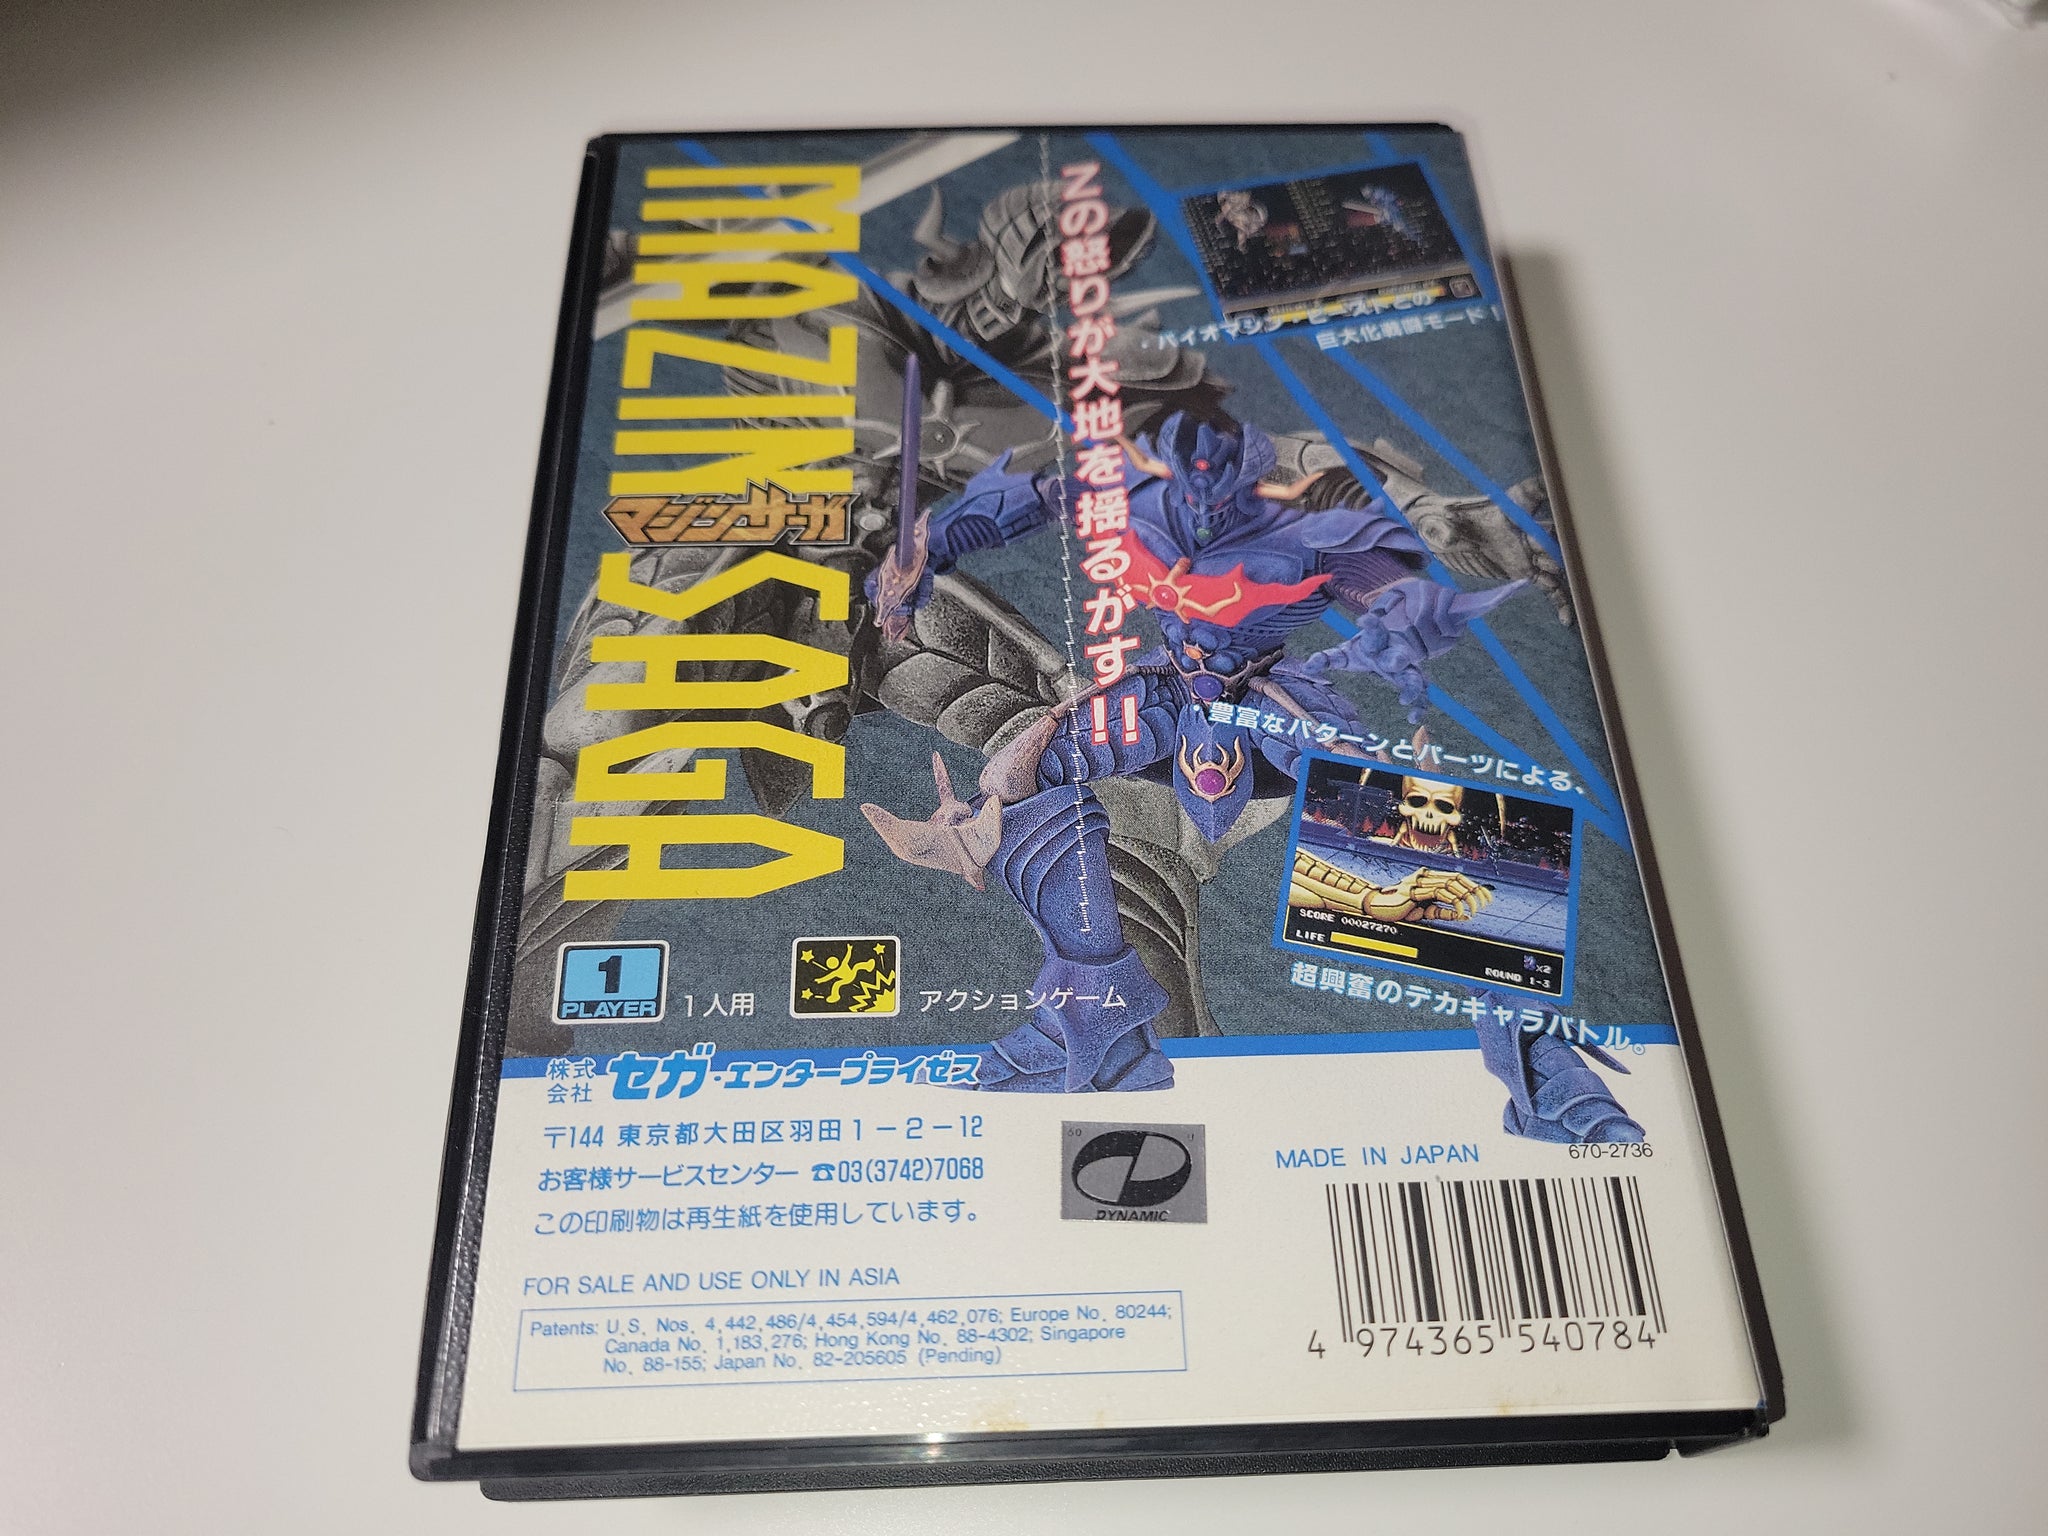 MAZIN SAGA
マジンサーガ
Zの怒りが大地を揺るがす!!
・バイオマシン・ビーストとの
巨大化戦闘モード！
・豊富なパターンとパーツによる、
SCORE 00027270
LIFE
×2
ROUND 1-3
超興奮のデカキャラバトル。
1
PLAYER
1人用
アクションゲーム
株式会社 セガ・エンタープライゼス
〒144 東京都大田区羽田1－2－12
お客様サービスセンター ☎03(3742)7068
この印刷物は再生紙を使用しています。
60 J
DYNAMIC
MADE IN JAPAN
670-2736
FOR SALE AND USE ONLY IN ASIA
Patents: U.S. Nos. 4,442,486/4,454,594/4,462,076; Europe No. 80244;
Canada No. 1,183,276; Hong Kong No. 88-4302; Singapore
No. 88-155; Japan No. 82-205605 (Pending)
4 974365 540784